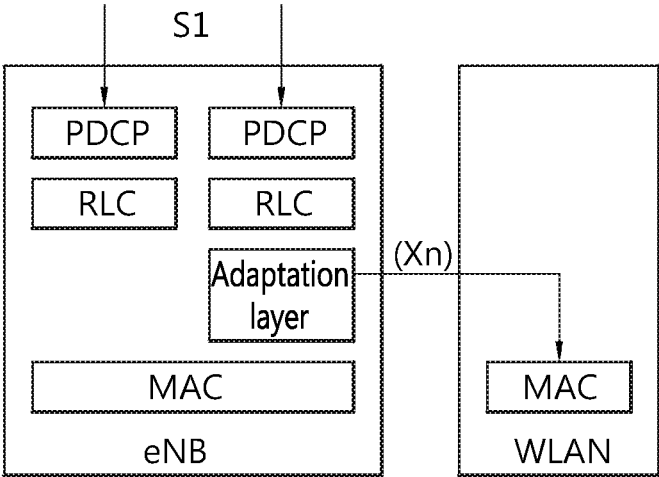 S1
PDCP
PDCP
RLC
RLC
(Xn)
Adaptation
layer
MAC
MAC
eNB
WLAN